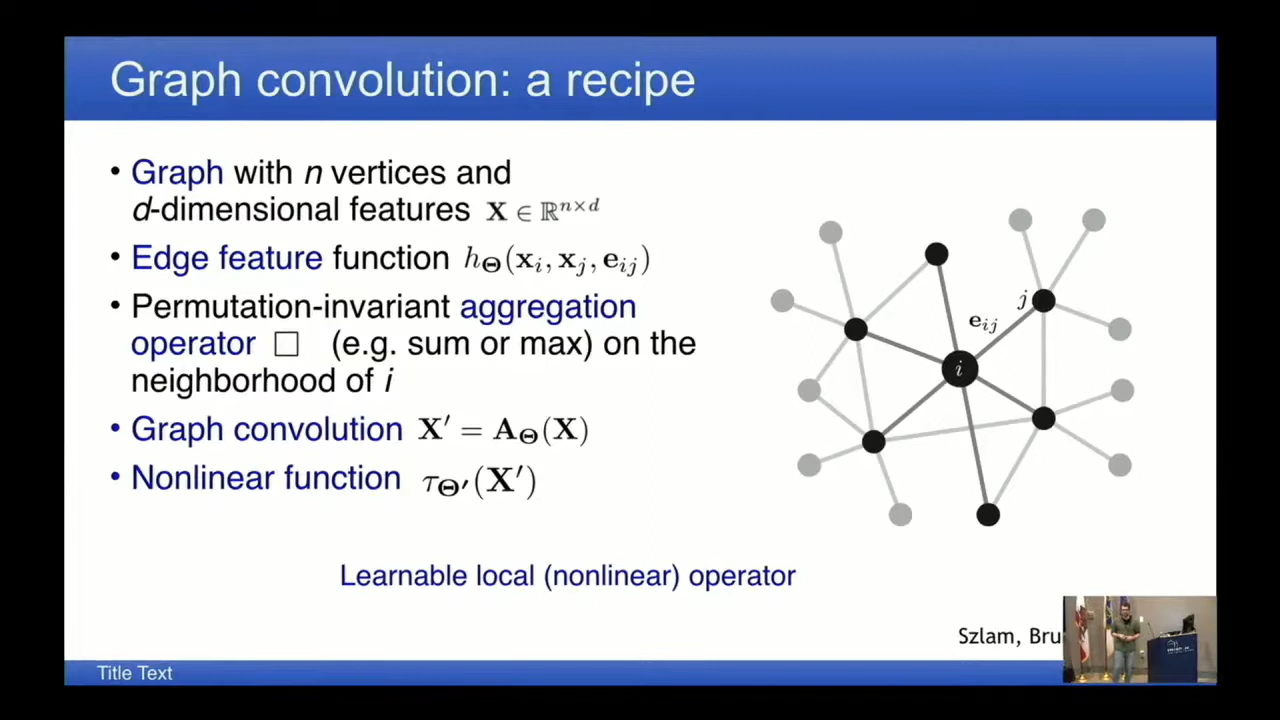 Graph convolution: a recipe
• Graph with n vertices and
d-dimensional features X ∈ ℝⁿˣᵈ
• Edge feature function h_Θ(x_i, x_j, e_ij)
• Permutation-invariant aggregation
operator □ (e.g. sum or max) on the
neighborhood of i
• Graph convolution X′ = A_Θ(X)
• Nonlinear function τ_Θ′(X′)
j
e_ij
i
Learnable local (nonlinear) operator
Szlam, Bru
Title Text